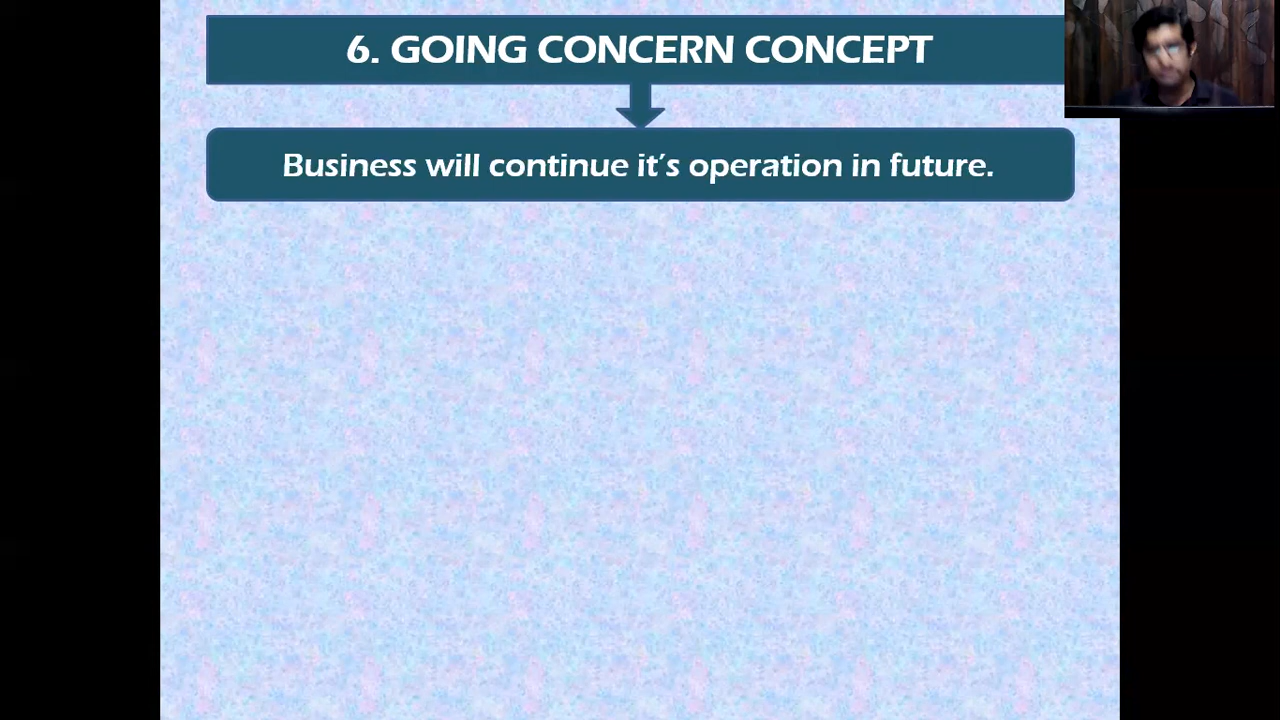 6. GOING CONCERN CONCEPT
Business will continue it's operation in future.